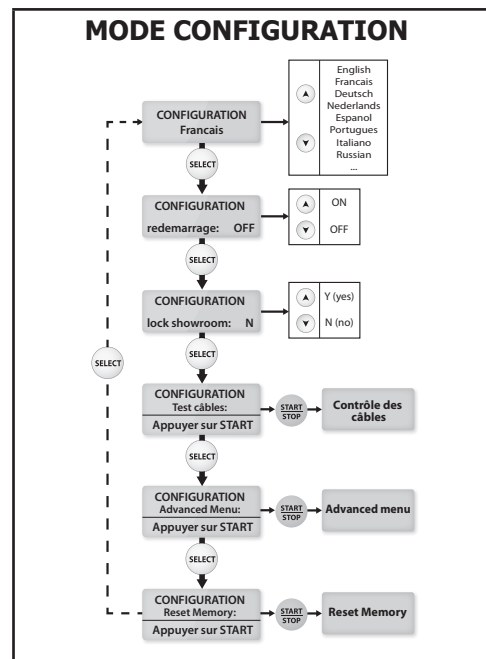 MODE CONFIGURATION
CONFIGURATION
Francais
English
Francais
Deutsch
Nederlands
Espanol
Portugues
Italiano
Russian
...
SELECT
CONFIGURATION
redemarrage: OFF
ON
OFF
SELECT
CONFIGURATION
lock showroom: N
Y (yes)
N (no)
SELECT
SELECT
CONFIGURATION
Test câbles:
Appuyer sur START
START
STOP
Contrôle des
câbles
SELECT
CONFIGURATION
Advanced Menu:
Appuyer sur START
START
STOP
Advanced menu
SELECT
CONFIGURATION
Reset Memory:
Appuyer sur START
START
STOP
Reset Memory